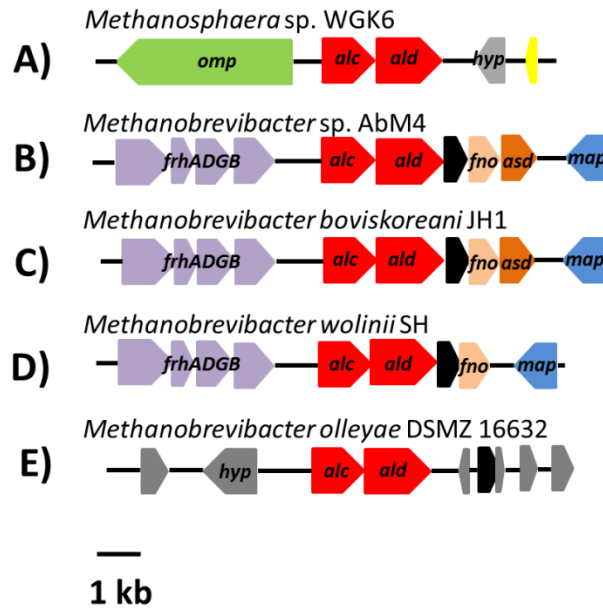 Methanosphaera sp. WGK6
A) omp alc ald hyp
Methanobrevibacter sp. AbM4
B) frhADGB alc ald fno asd map
Methanobrevibacter boviskoreani JH1
C) frhADGB alc ald fno asd map
Methanobrevibacter wolinii SH
D) frhADGB alc ald fno map
Methanobrevibacter olleyae DSMZ 16632
E) hyp alc ald
1 kb